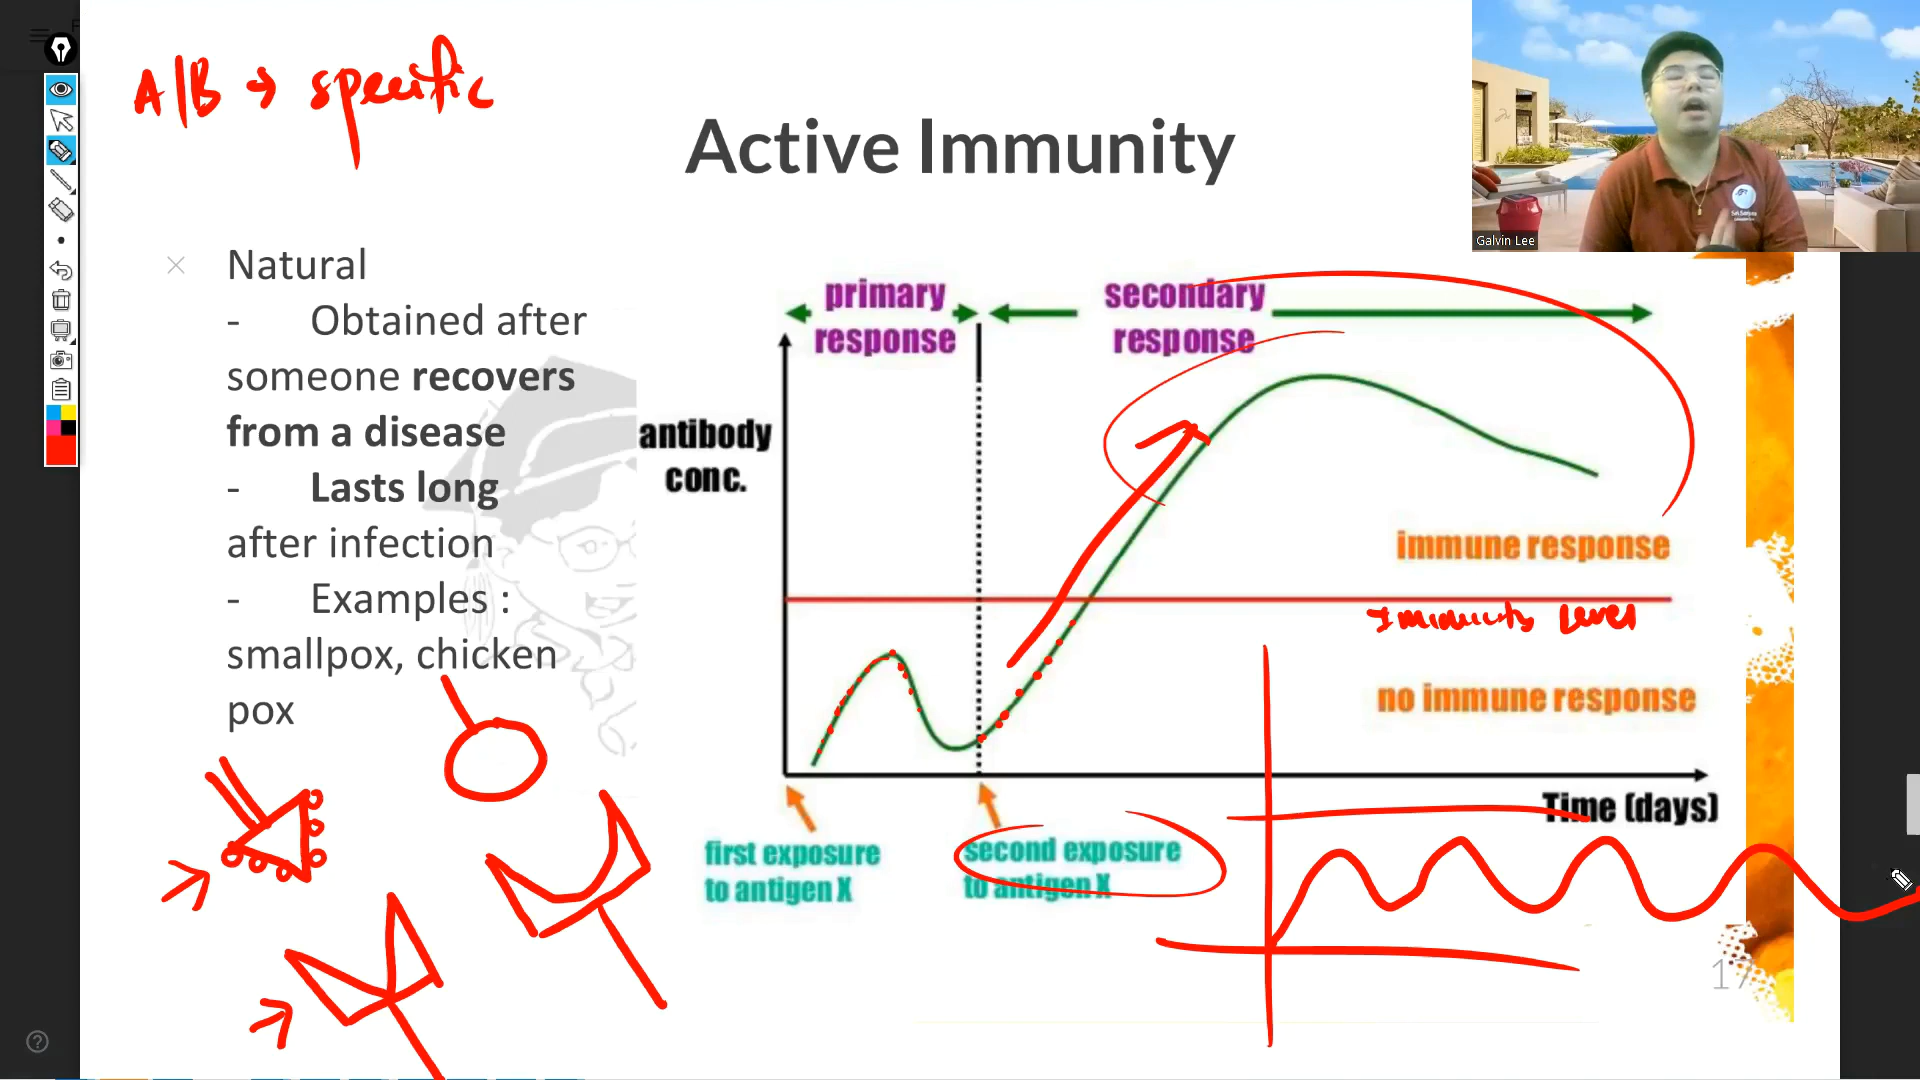 A/B → specific
Active Immunity
Galvin Lee
Natural
- Obtained after
someone recovers
from a disease
- Lasts long
after infection
- Examples :
smallpox, chicken
pox
primary
response
secondary
response
antibody
conc.
immune response
Immunity Level
no immune response
Time (days)
first exposure
to antigen X
second exposure
to antigen X
17